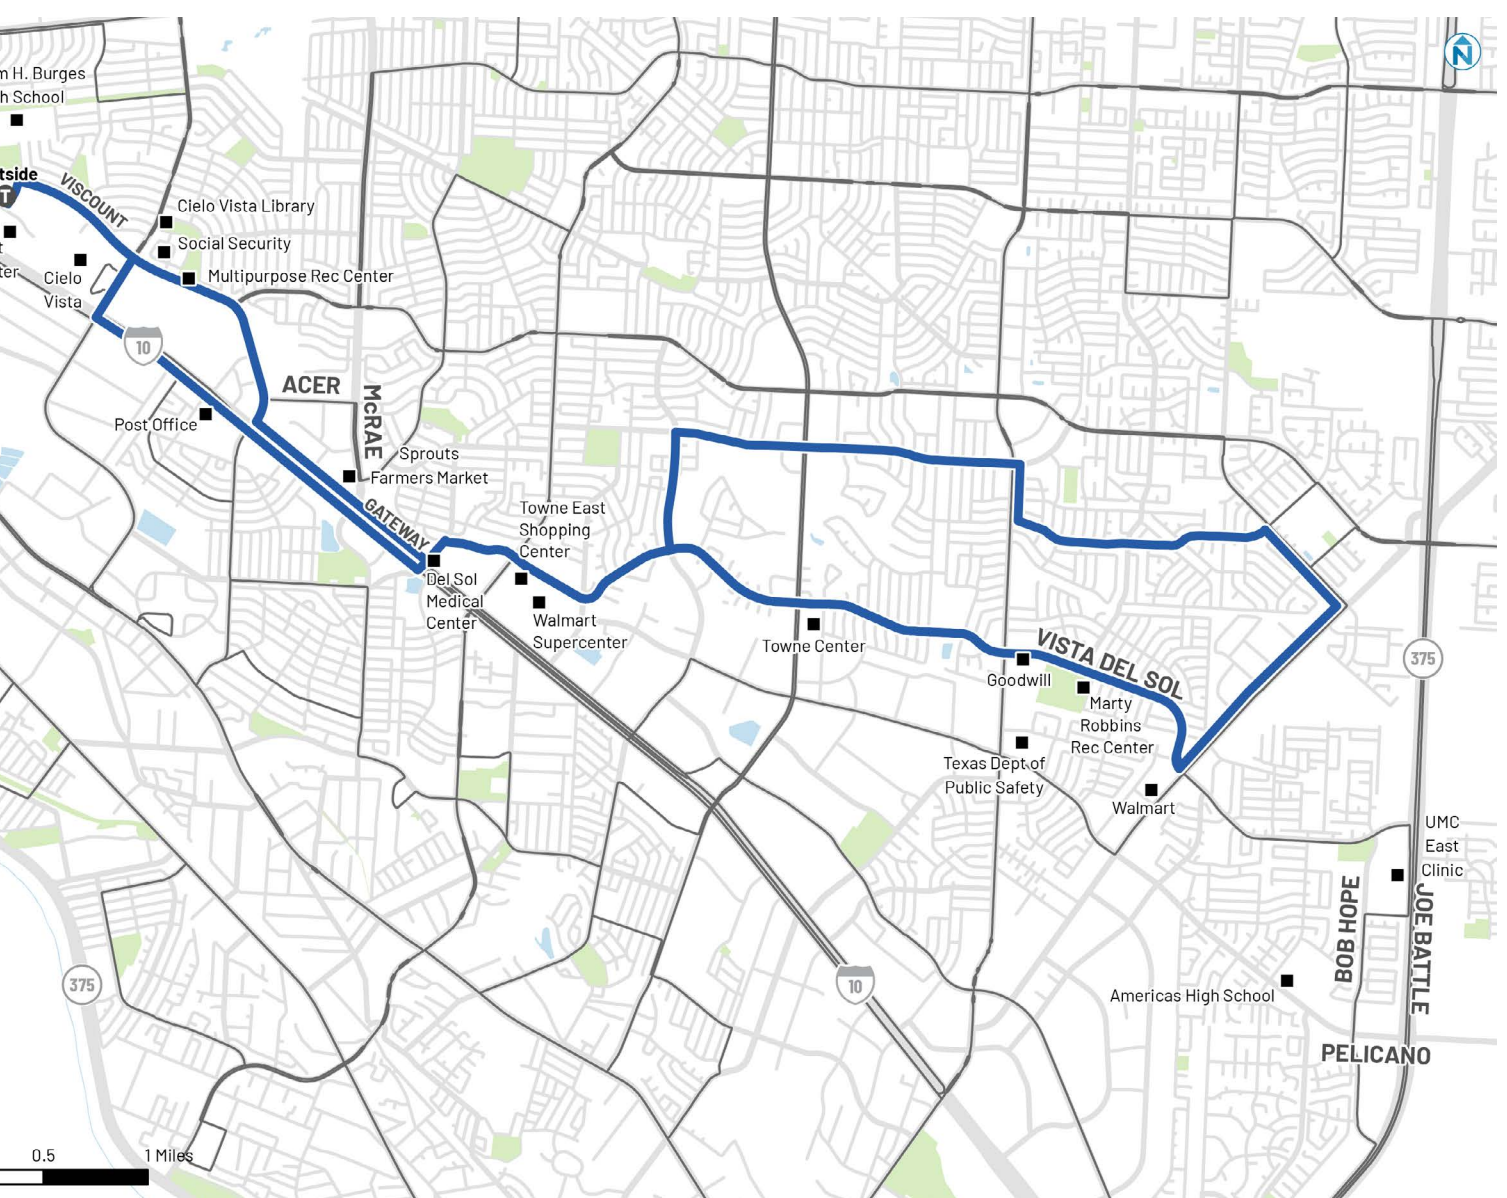 m H. Burges
h School
N
tside
T
VISCOUNT
Cielo Vista Library
Social Security
t
ter
Cielo
Vista
Multipurpose Rec Center
10
ACER
McRAE
Post Office
Sprouts
Farmers Market
GATEWAY
Towne East
Shopping
Center
Del Sol
Medical
Center
Walmart
Supercenter
Towne Center
VISTA DEL SOL
Goodwill
375
Marty
Robbins
Rec Center
Texas Dept of
Public Safety
Walmart
UMC
East
Clinic
BOB HOPE
JOE BATTLE
375
10
Americas High School
PELICANO
0.5
1 Miles